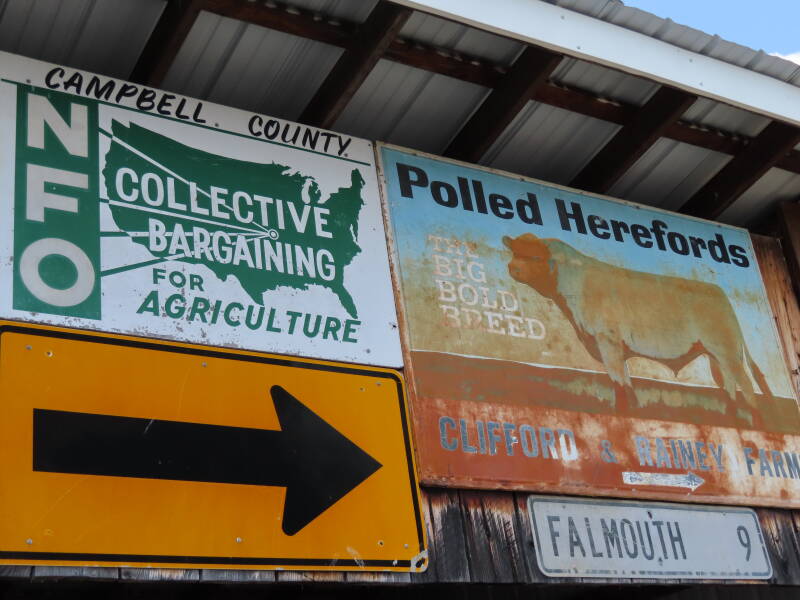 CAMPBELL COUNTY.
NFO
COLLECTIVE
BARGAINING
FOR
AGRICULTURE
Polled Herefords
THE
BIG
BOLD
BREED
CLIFFORD & RAINEY FARM
FALMOUTH 9